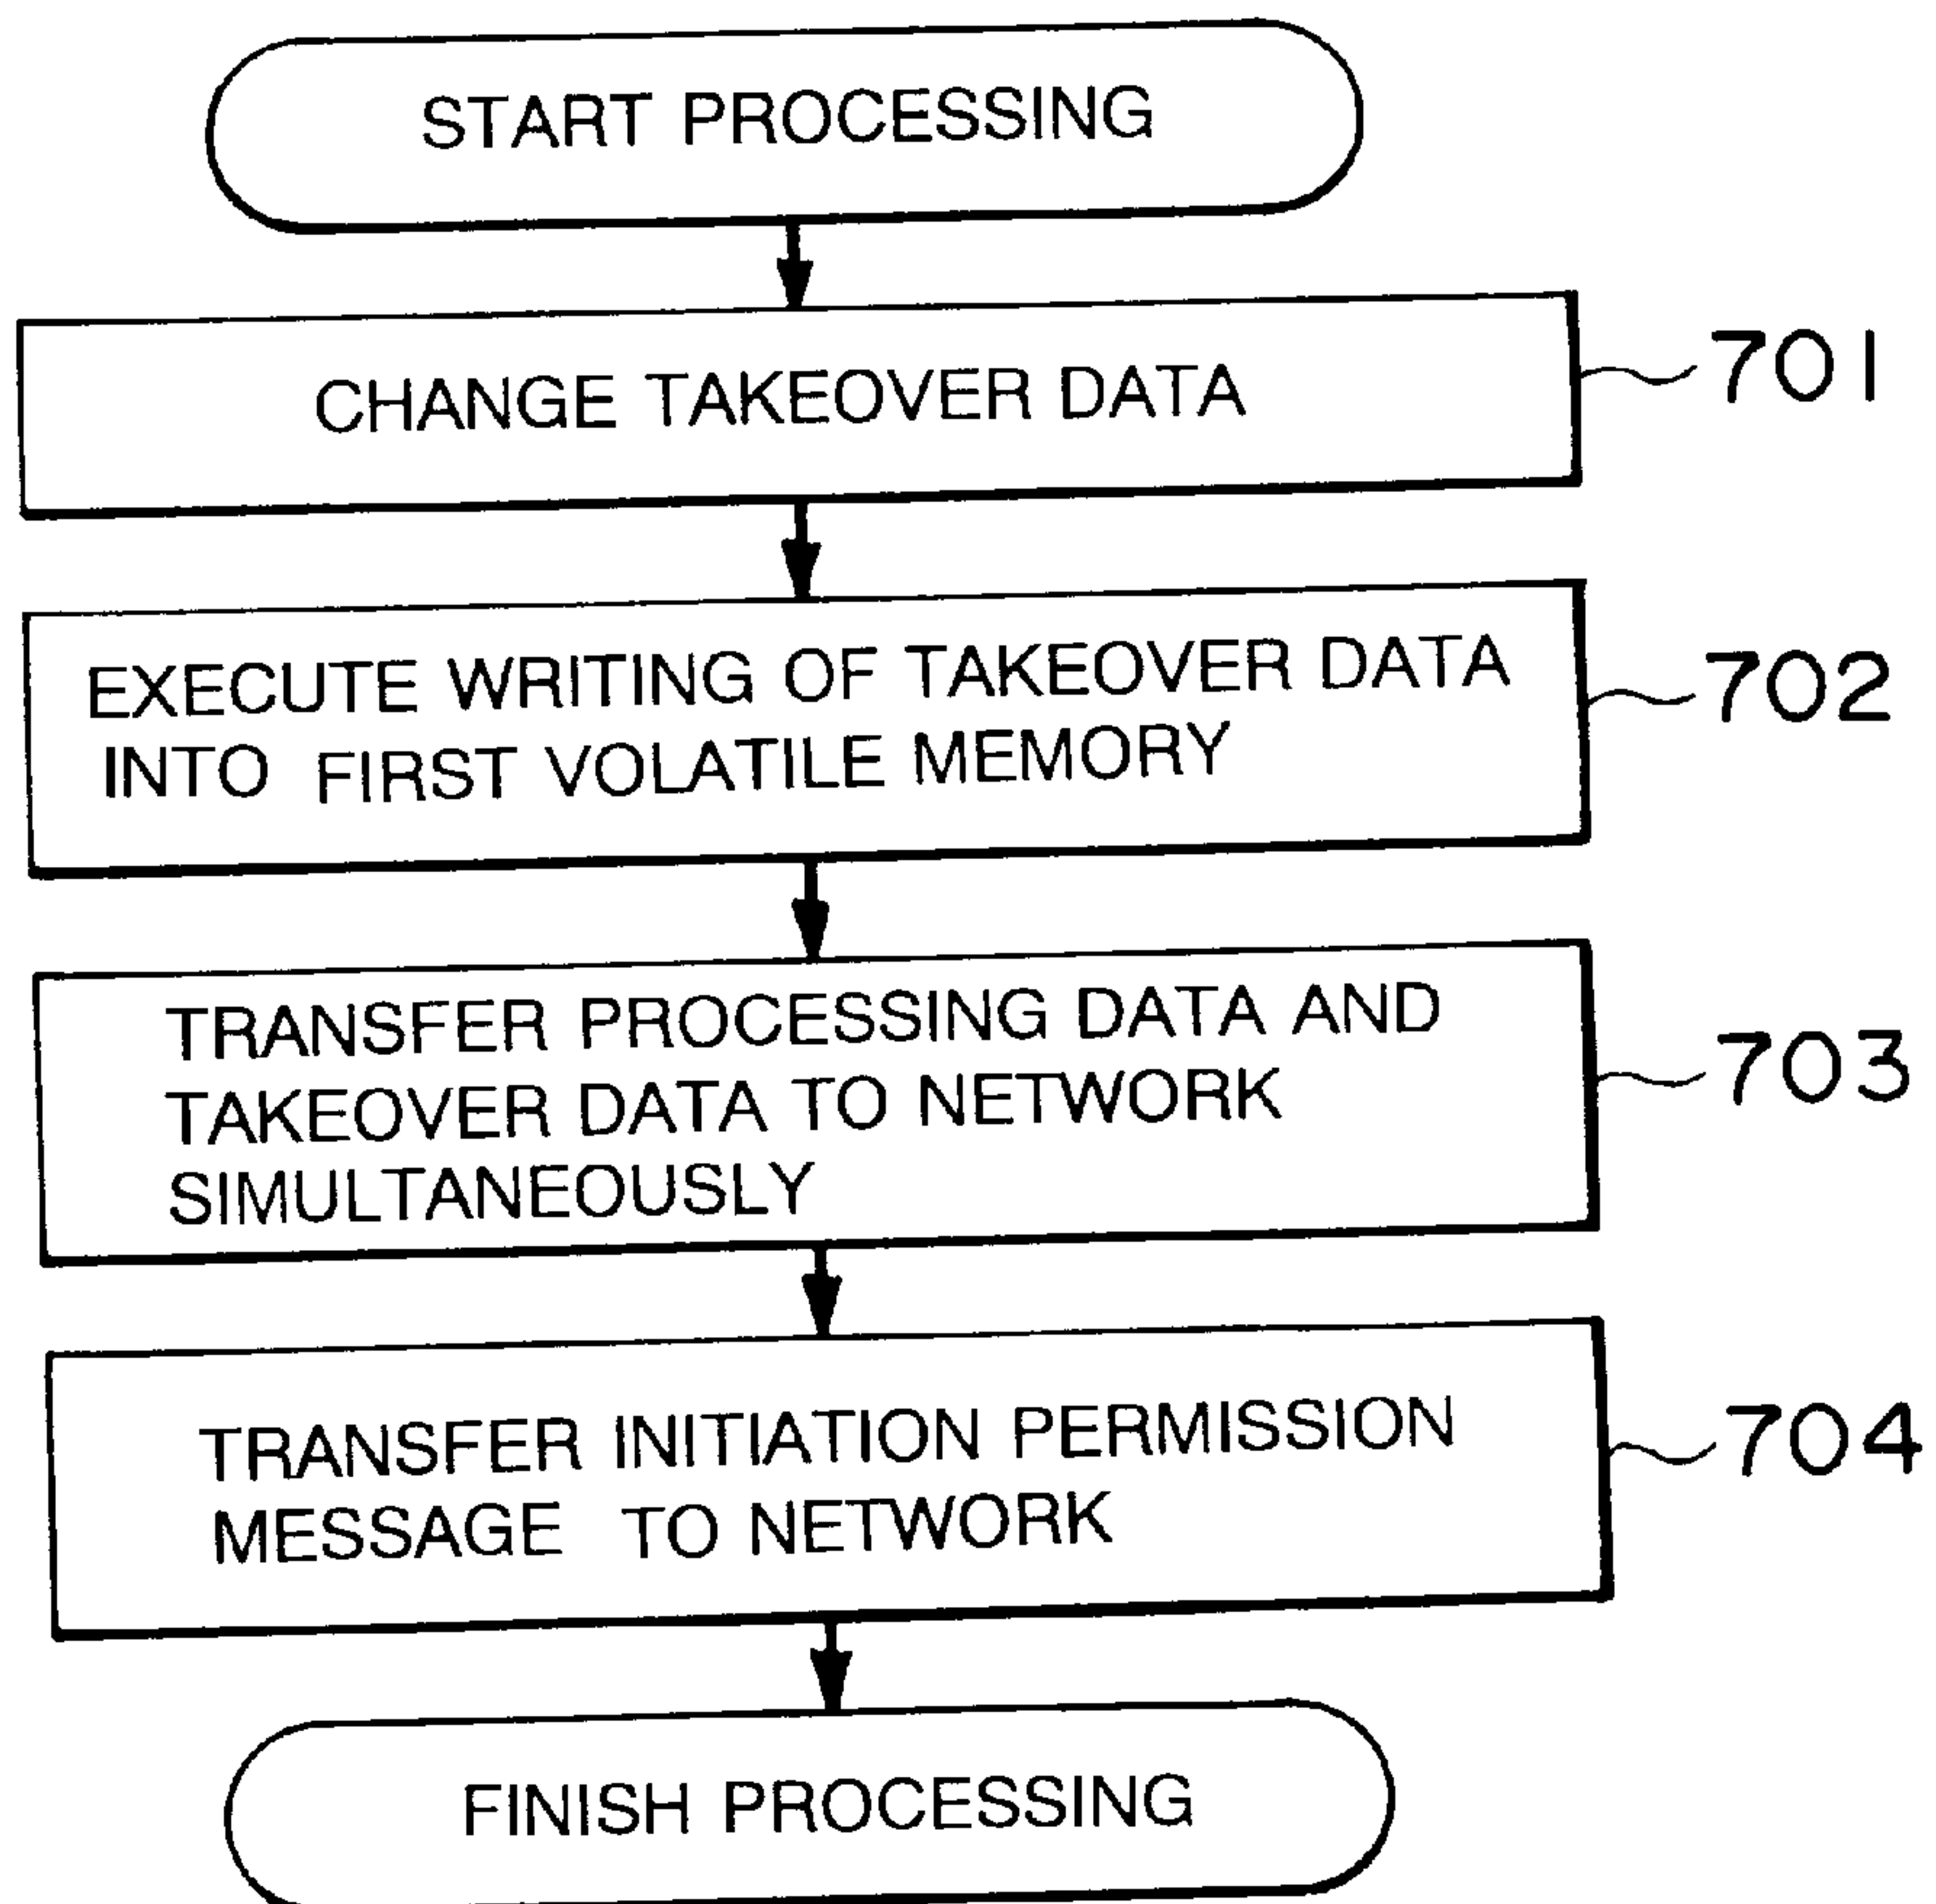 START PROCESSING
CHANGE TAKEOVER DATA
701
EXECUTE WRITING OF TAKEOVER DATA
INTO FIRST VOLATILE MEMORY
702
TRANSFER PROCESSING DATA AND
TAKEOVER DATA TO NETWORK
SIMULTANEOUSLY
703
TRANSFER INITIATION PERMISSION
MESSAGE TO NETWORK
704
FINISH PROCESSING